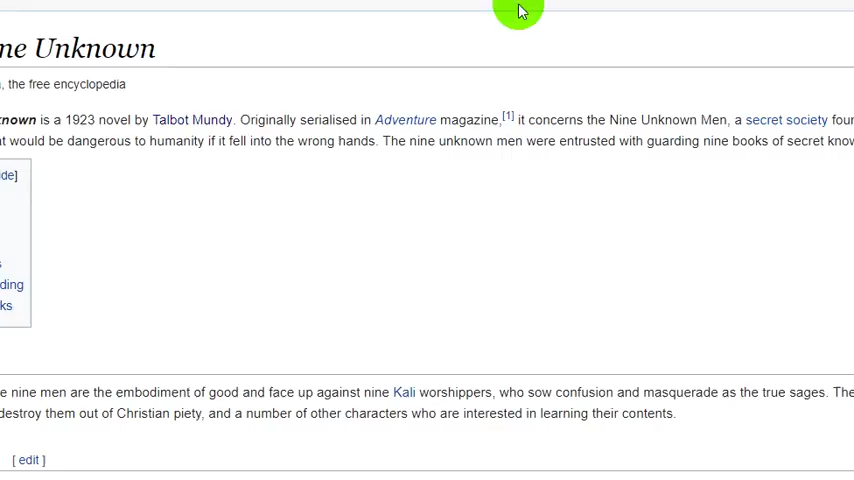 ne Unknown
, the free encyclopedia
known is a 1923 novel by Talbot Mundy. Originally serialised in Adventure magazine,[1] it concerns the Nine Unknown Men, a secret society foun
at would be dangerous to humanity if it fell into the wrong hands. The nine unknown men were entrusted with guarding nine books of secret know
ide]
s
ding
ks
e nine men are the embodiment of good and face up against nine Kali worshippers, who sow confusion and masquerade as the true sages. The
destroy them out of Christian piety, and a number of other characters who are interested in learning their contents.
[ edit ]